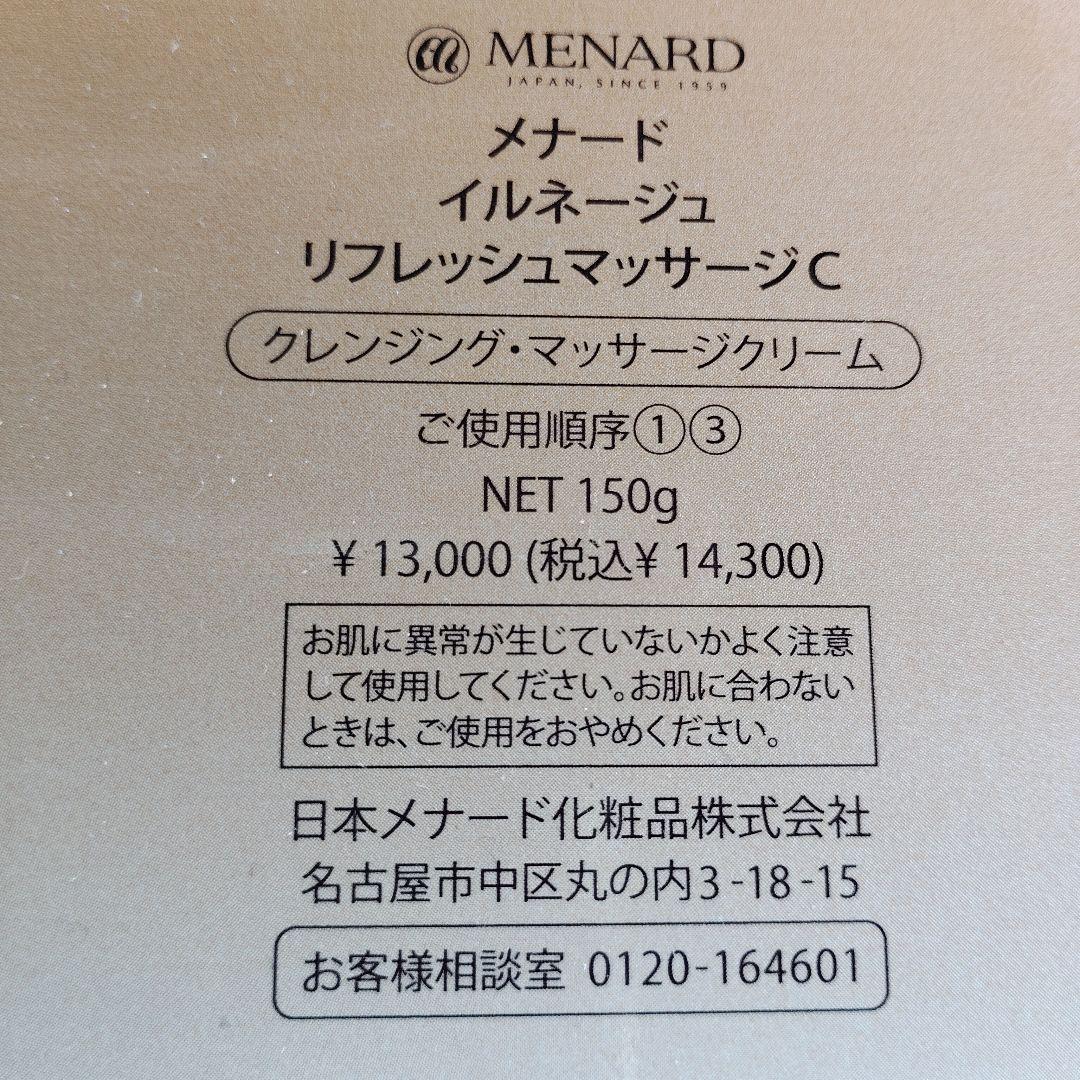 MENARD
JAPAN, SINCE 1959
メナード
イルネージュ
リフレッシュマッサージC
クレンジング・マッサージクリーム
ご使用順序①③
NET 150g
¥ 13,000 (税込¥ 14,300)
お肌に異常が生じていないかよく注意
して使用してください。お肌に合わない
ときは、ご使用をおやめください。
日本メナード化粧品株式会社
名古屋市中区丸の内3-18-15
お客様相談室 0120-164601